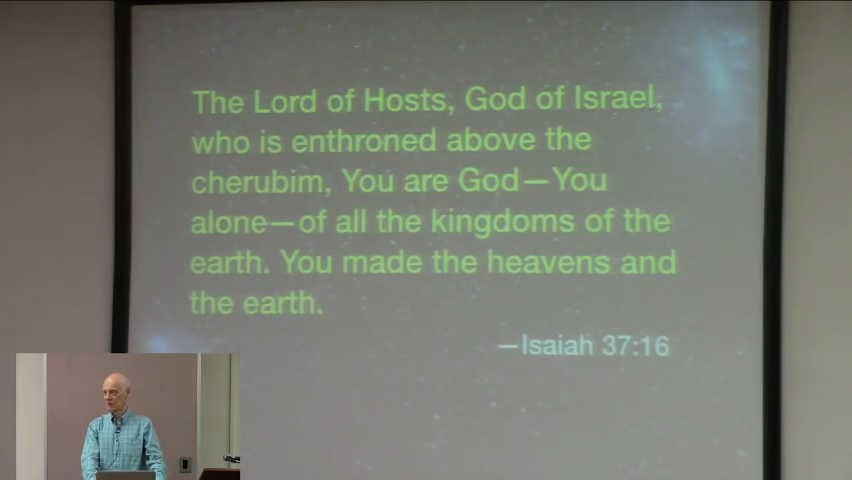 The Lord of Hosts, God of Israel,
who is enthroned above the
cherubim, You are God—You
alone—of all the kingdoms of the
earth. You made the heavens and
the earth.
—Isaiah 37:16